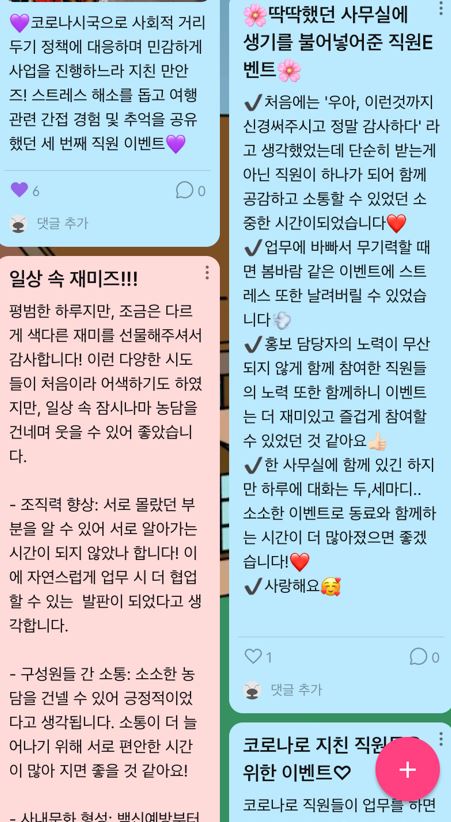 💜코로나시국으로 사회적 거리
두기 정책에 대응하며 민감하게
사업을 진행하느라 지친 만안
즈! 스트레스 해소를 돕고 여행
관련 간접 경험 및 추억을 공유
했던 세 번째 직원 이벤트💜
6
0
댓글 추가
일상 속 재미즈!!!
평범한 하루지만, 조금은 다르
게 색다른 재미를 선물해주셔서
감사합니다! 이런 다양한 시도
들이 처음이라 어색하기도 하였
지만, 일상 속 잠시나마 농담을
건네며 웃을 수 있어 좋았습니
다.
- 조직력 향상: 서로 몰랐던 부
분을 알 수 있어 서로 알아가는
시간이 되지 않았나 합니다! 이
에 자연스럽게 업무 시 더 협업
할 수 있는 발판이 되었다고 생
각합니다.
- 구성원들 간 소통: 소소한 농
담을 건넬 수 있어 긍정적이었
다고 생각됩니다. 소통이 더 늘
어나기 위해 서로 편안한 시간
이 많아 지면 좋을 것 같아요!
- 사내문화 형성: 백신예방부터
🌸딱딱했던 사무실에
생기를 불어넣어준 직원E
벤트🌸
✔처음에는 '우아, 이런것까지
신경써주시고 정말 감사하다' 라
고 생각했었는데 단순히 받는게
아닌 직원이 하나가 되어 함께
공감하고 소통할 수 있었던 소
중한 시간이되었습니다❤️
✔업무에 바빠서 무기력할 때
면 봄바람 같은 이벤트에 스트
레스 또한 날려버릴 수 있었습
니다💨
✔홍보 담당자의 노력이 무산
되지 않게 함께 참여한 직원들
의 노력 또한 함께하니 이벤트
는 더 재미있고 즐겁게 참여할
수 있었던 것 같아요👍🏻
✔한 사무실에 함께 있긴 하지
만 하루에 대화는 두,세마디..
소소한 이벤트로 동료와 함께하
는 시간이 더 많아졌으면 좋겠
습니다!❤️
✔사랑해요🥰
1
0
댓글 추가
코로나로 지친 직원들을
위한 이벤트♡
코로나로 직원들이 업무를 하면